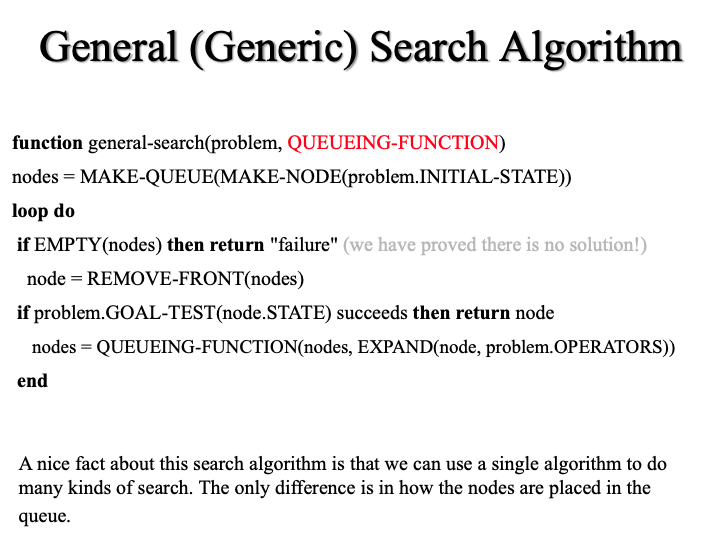 General (Generic) Search Algorithm
function general-search(problem, QUEUEING-FUNCTION)
nodes = MAKE-QUEUE(MAKE-NODE(problem.INITIAL-STATE))
loop do
if EMPTY(nodes) then return "failure" (we have proved there is no solution!)
node = REMOVE-FRONT(nodes)
if problem.GOAL-TEST(node.STATE) succeeds then return node
nodes = QUEUEING-FUNCTION(nodes, EXPAND(node, problem.OPERATORS))
end
A nice fact about this search algorithm is that we can use a single algorithm to do
many kinds of search. The only difference is in how the nodes are placed in the
queue.